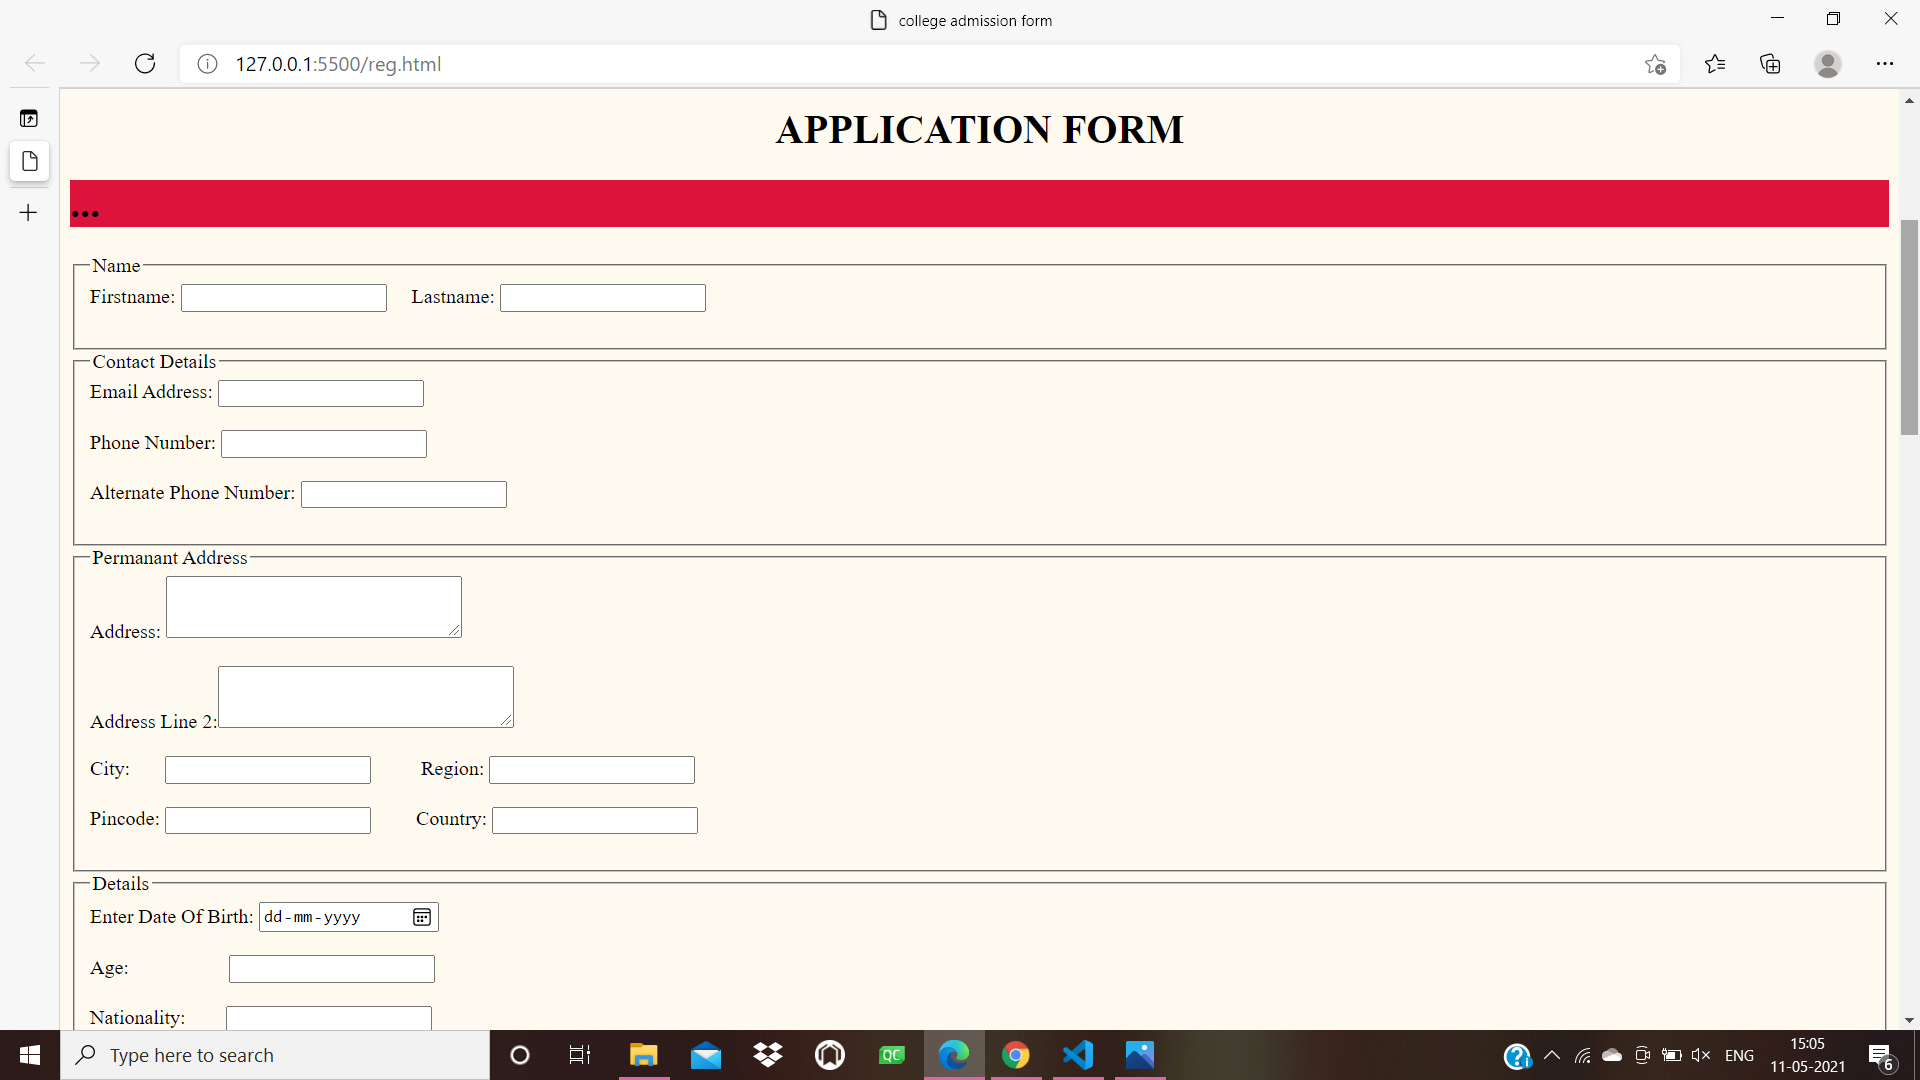 college admission form
127.0.0.1:5500/reg.html
APPLICATION FORM
...
Name
Firstname: Lastname:
Contact Details
Email Address:
Phone Number:
Alternate Phone Number:
Permanant Address
Address:
Address Line 2:
City: Region:
Pincode: Country:
Details
Enter Date Of Birth: dd-mm-yyyy
Age:
Nationality:
Type here to search
QC
ENG
15:05
11-05-2021
6